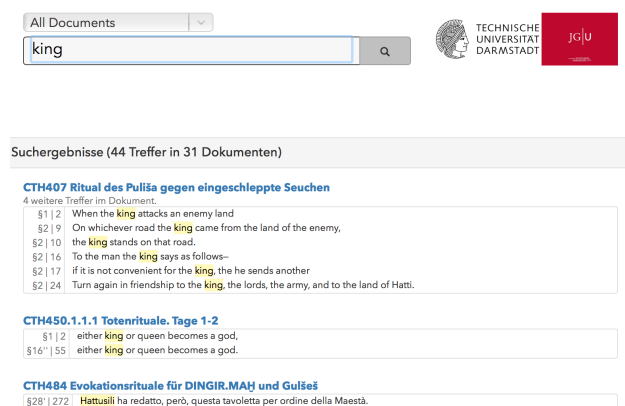 All Documents
king
TECHNISCHE
UNIVERSITÄT
DARMSTADT
JG|U
Suchergebnisse (44 Treffer in 31 Dokumenten)
CTH407 Ritual des Puliša gegen eingeschleppte Seuchen
4 weitere Treffer im Dokument.
§1 | 2 When the king attacks an enemy land
§2 | 9 On whichever road the king came from the land of the enemy,
§2 | 10 the king stands on that road.
§2 | 16 To the man the king says as follows—
§2 | 17 if it is not convenient for the king, the he sends another
§2 | 24 Turn again in friendship to the king, the lords, the army, and to the land of Hatti.
CTH450.1.1.1 Totenrituale. Tage 1-2
§1 | 2 either king or queen becomes a god,
§16'' | 55 either king or queen becomes a god.
CTH484 Evokationsrituale für DINGIR.MAḪ und Gulšeš
§28' | 272 Hattusili ha redatto, però, questa tavoletta per ordine della Maestà.